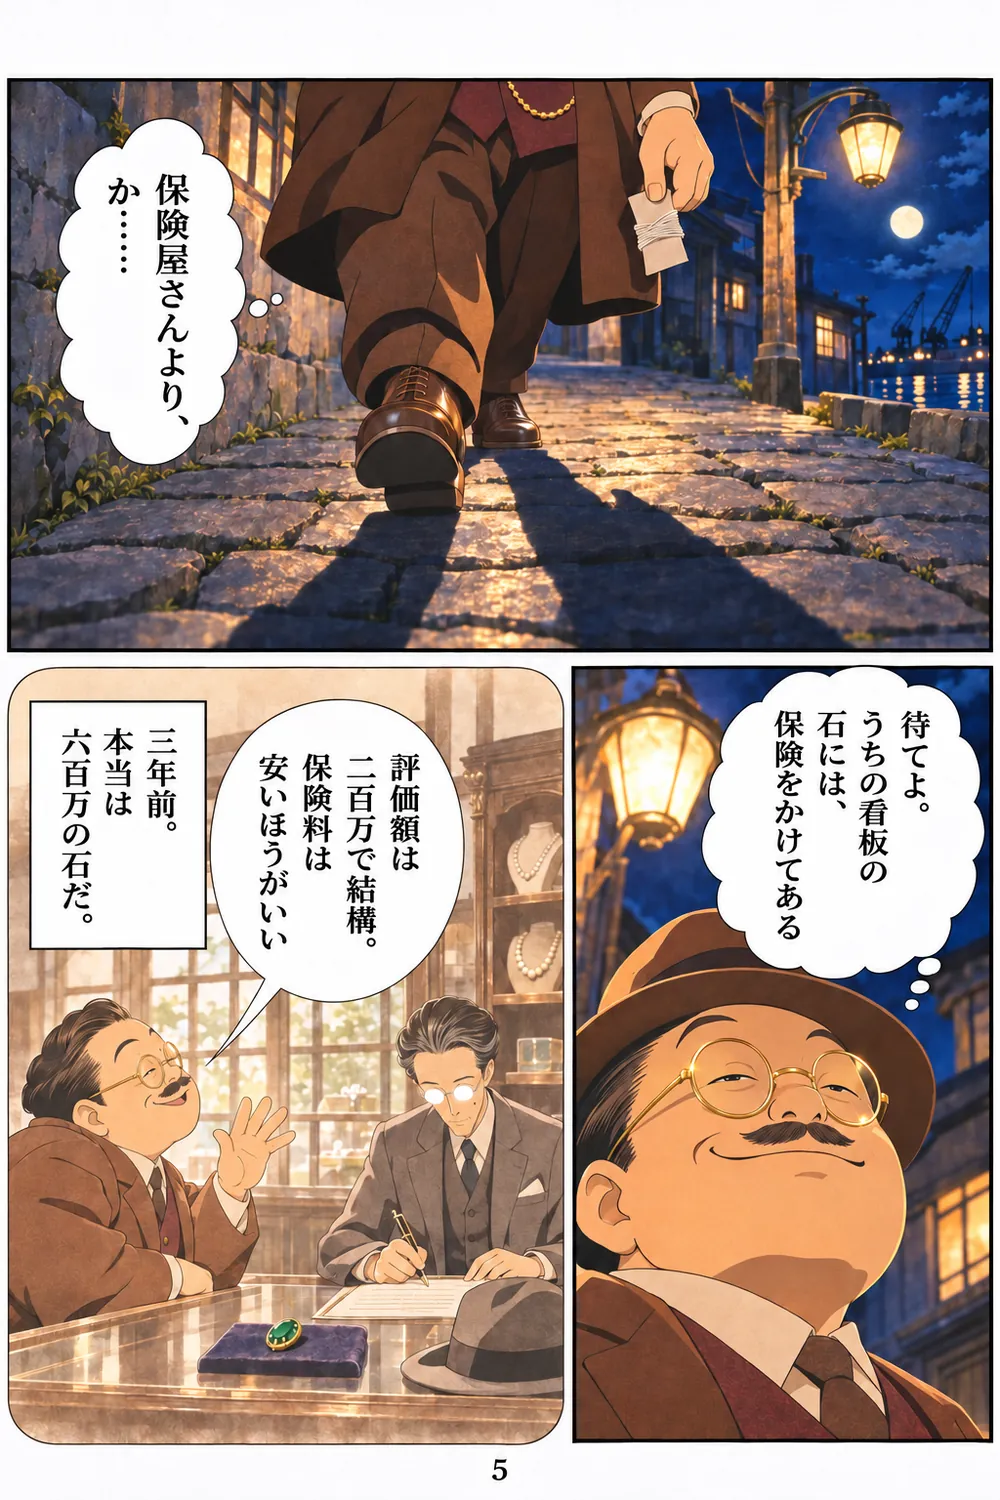 保険屋さんより、
か……
待てよ。
うちの看板の
石には、
保険をかけてある
評価額は
二百万で結構。
保険料は
安いほうがいい
三年前。
本当は
六百万の石だ。
5